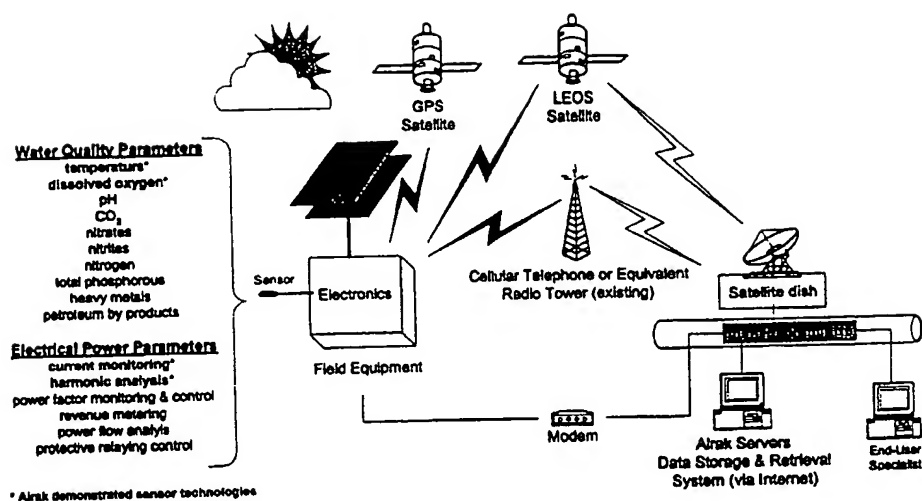 GPS
Satellite
LEOS
Satellite
Water Quality Parameters
temperature*
dissolved oxygen*
pH
CO₂
nitrates
nitrites
nitrogen
total phosphorous
heavy metals
petroleum by products
Sensor
Electronics
Field Equipment
Cellular Telephone or Equivalent
Radio Tower (existing)
Satellite dish
Electrical Power Parameters
current monitoring*
harmonic analysis*
power factor monitoring & control
revenue metering
power flow analyis
protective relaying control
Modem
Airak Servers
Data Storage & Retrieval
System (via Internet)
End-User
Specialist
* Airak demonstrated sensor technologies